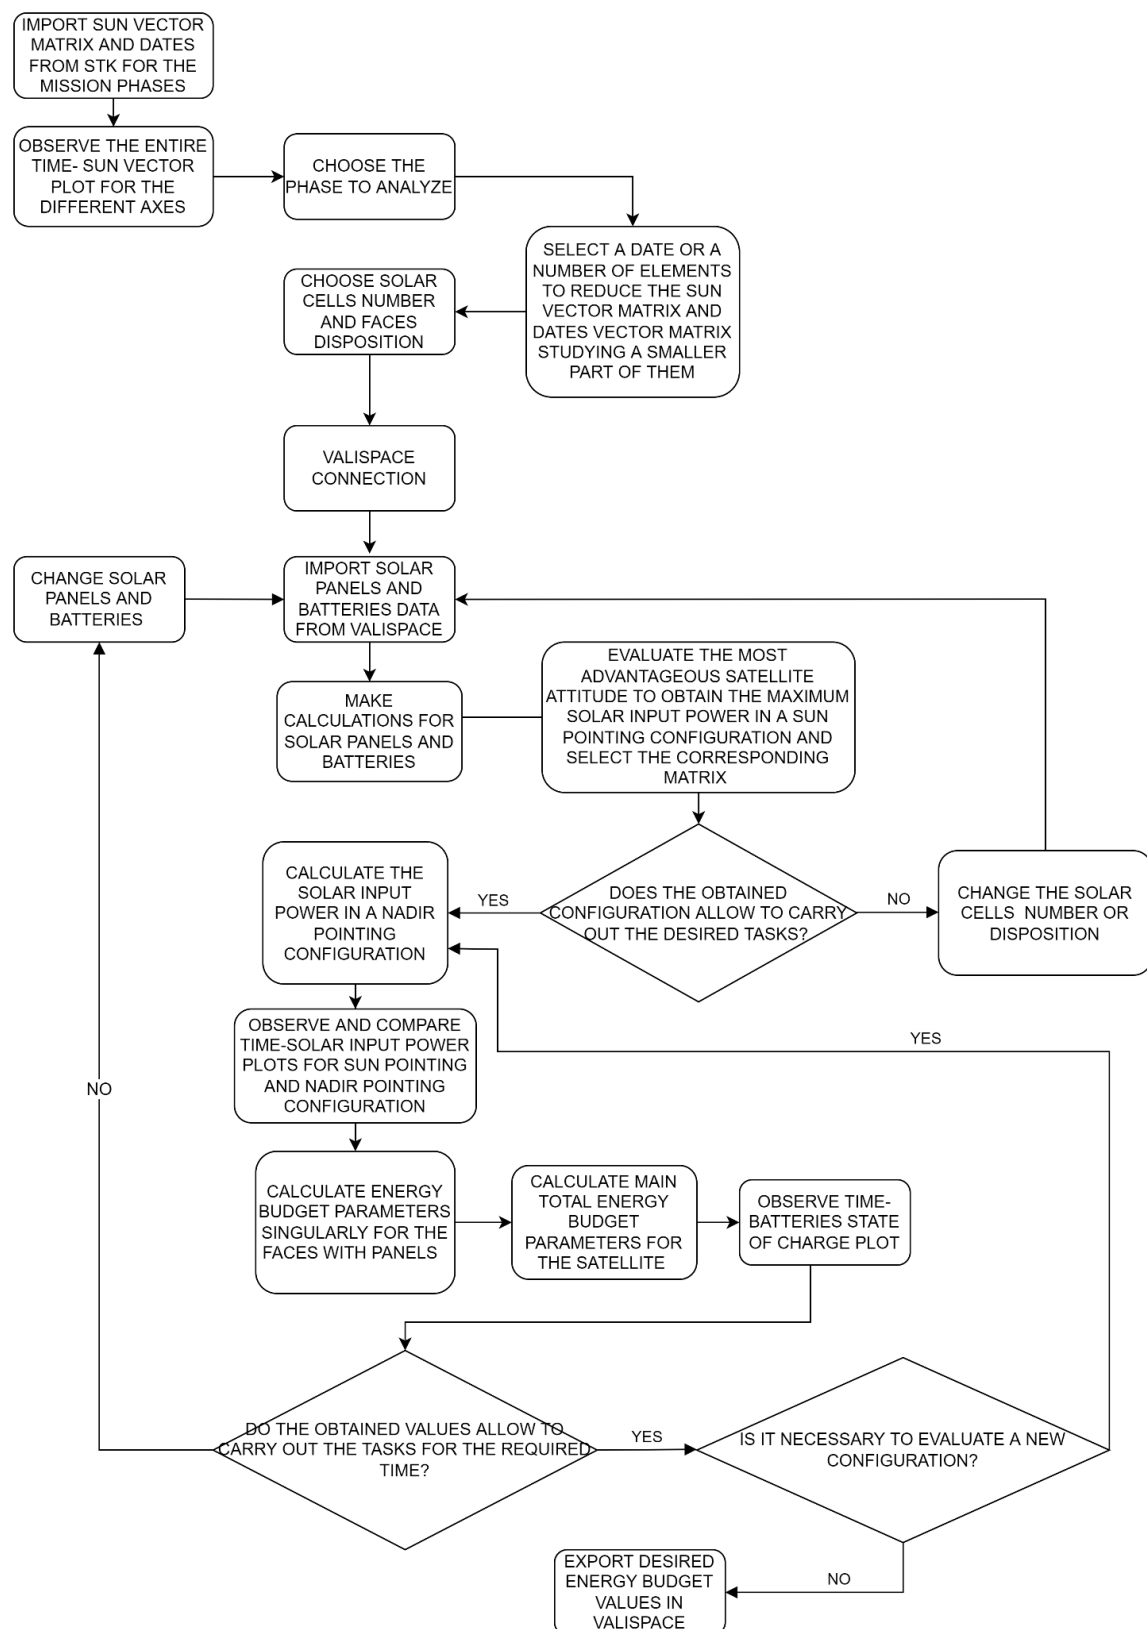 IMPORT SUN VECTOR
MATRIX AND DATES
FROM STK FOR THE
MISSION PHASES
OBSERVE THE ENTIRE
TIME- SUN VECTOR
PLOT FOR THE
DIFFERENT AXES
CHOOSE THE
PHASE TO ANALYZE
SELECT A DATE OR A
NUMBER OF ELEMENTS
TO REDUCE THE SUN
VECTOR MATRIX AND
DATES VECTOR MATRIX
STUDYING A SMALLER
PART OF THEM
CHOOSE SOLAR
CELLS NUMBER
AND FACES
DISPOSITION
VALISPACE
CONNECTION
CHANGE SOLAR
PANELS AND
BATTERIES
IMPORT SOLAR
PANELS AND
BATTERIES DATA
FROM VALISPACE
MAKE
CALCULATIONS FOR
SOLAR PANELS AND
BATTERIES
EVALUATE THE MOST
ADVANTAGEOUS SATELLITE
ATTITUDE TO OBTAIN THE MAXIMUM
SOLAR INPUT POWER IN A SUN
POINTING CONFIGURATION AND
SELECT THE CORRESPONDING
MATRIX
DOES THE OBTAINED
CONFIGURATION ALLOW TO CARRY
OUT THE DESIRED TASKS?
NO
CHANGE THE SOLAR
CELLS NUMBER OR
DISPOSITION
YES
CALCULATE THE
SOLAR INPUT
POWER IN A NADIR
POINTING
CONFIGURATION
OBSERVE AND COMPARE
TIME-SOLAR INPUT POWER
PLOTS FOR SUN POINTING
AND NADIR POINTING
CONFIGURATION
CALCULATE ENERGY
BUDGET PARAMETERS
SINGULARLY FOR THE
FACES WITH PANELS
CALCULATE MAIN
TOTAL ENERGY
BUDGET
PARAMETERS FOR
THE SATELLITE
OBSERVE TIME-
BATTERIES STATE
OF CHARGE PLOT
DO THE OBTAINED VALUES ALLOW TO
CARRY OUT THE TASKS FOR THE REQUIRED
TIME?
NO
YES
IS IT NECESSARY TO EVALUATE A NEW
CONFIGURATION?
YES
NO
EXPORT DESIRED
ENERGY BUDGET
VALUES IN
VALISPACE